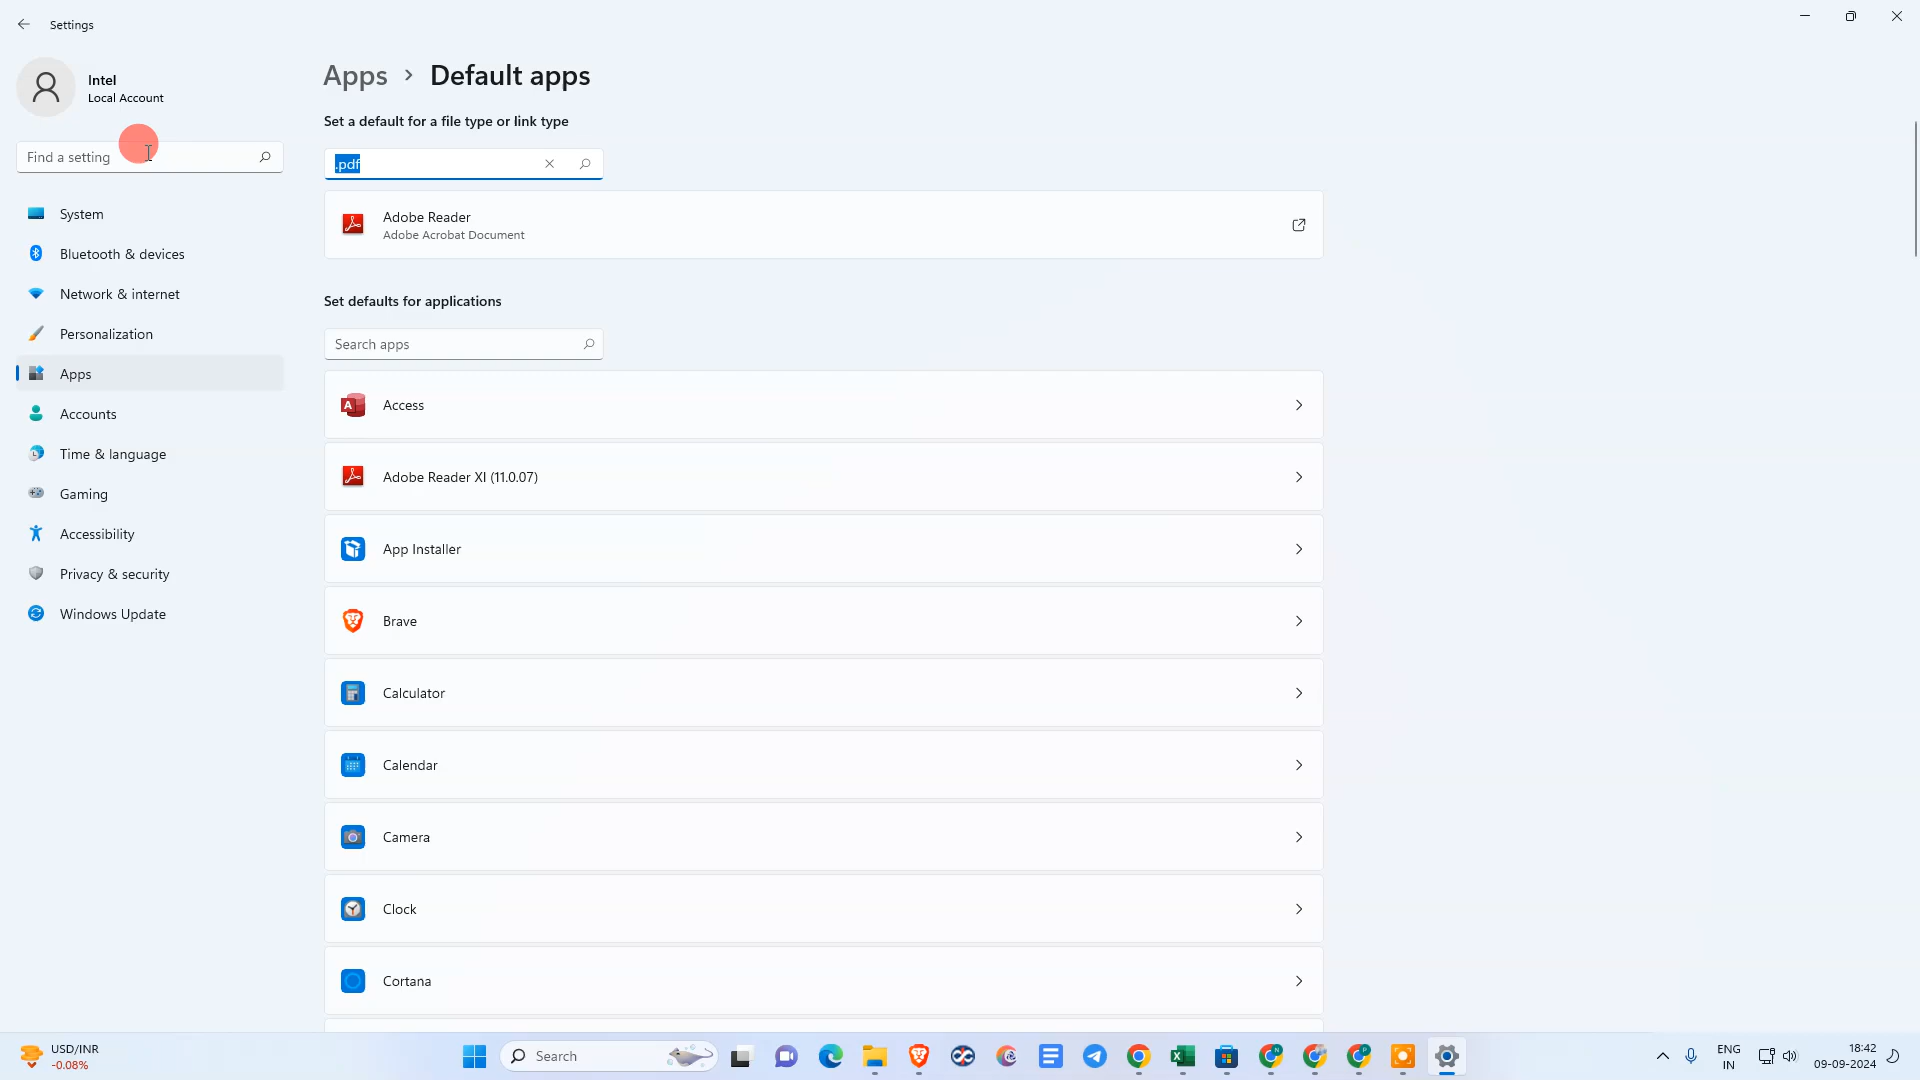 Settings
Intel
Local Account
Find a setting
System
Bluetooth & devices
Network & internet
Personalization
Apps
Accounts
Time & language
Gaming
Accessibility
Privacy & security
Windows Update
Apps > Default apps
Set a default for a file type or link type
.pdf
Adobe Reader
Adobe Acrobat Document
Set defaults for applications
Search apps
Access
Adobe Reader XI (11.0.07)
App Installer
Brave
Calculator
Calendar
Camera
Clock
Cortana
USD/INR
-0.08%
Search
ENG
IN
18:42
09-09-2024